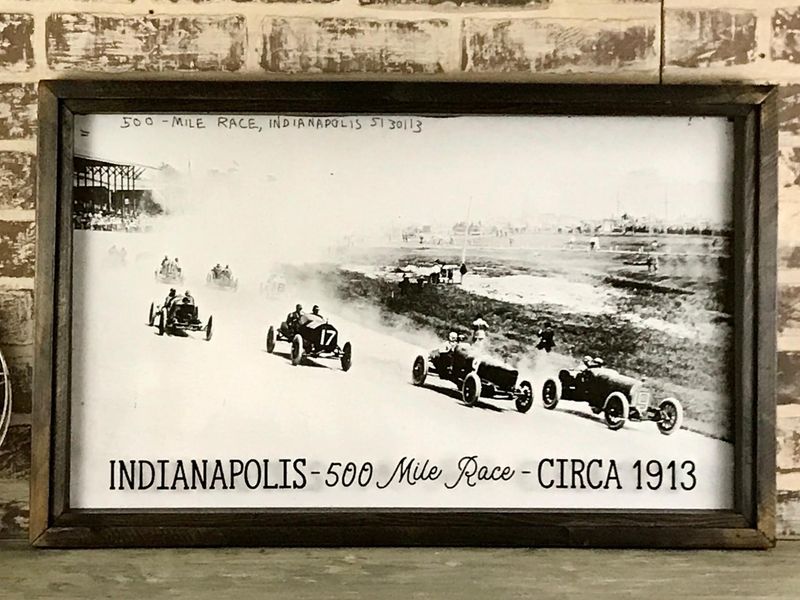 500 - MILE RACE, INDIANAPOLIS 5/30/13
17
INDIANAPOLIS - 500 Mile Race - CIRCA 1913